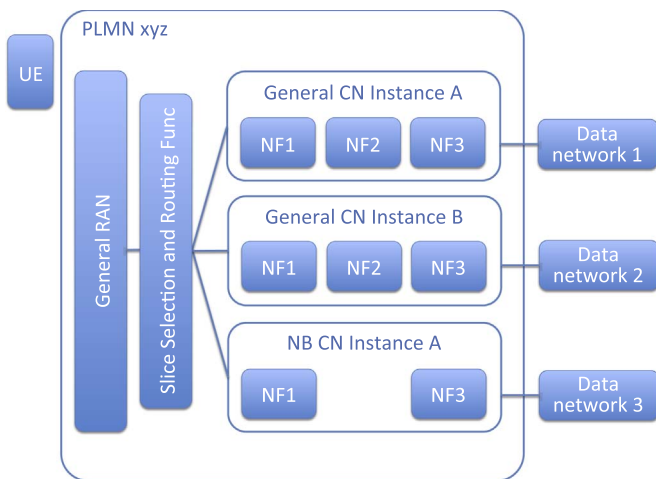 PLMN xyz
UE
General RAN
Slice Selection and Routing Func
General CN Instance A
NF1 NF2 NF3
Data
network 1
General CN Instance B
NF1 NF2 NF3
Data
network 2
NB CN Instance A
NF1 NF3
Data
network 3